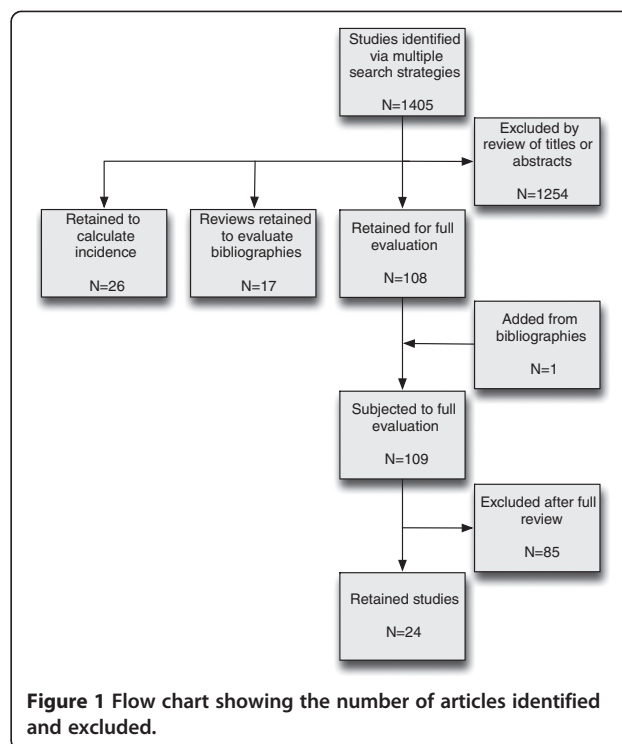 Studies identified
via multiple
search strategies
N=1405
Excluded by
review of titles or
abstracts
N=1254
Retained to
calculate
incidence
N=26
Reviews retained
to evaluate
bibliographies
N=17
Retained for full
evaluation
N=108
Added from
bibliographies
N=1
Subjected to full
evaluation
N=109
Excluded after full
review
N=85
Retained studies
N=24
Figure 1 Flow chart showing the number of articles identified
and excluded.